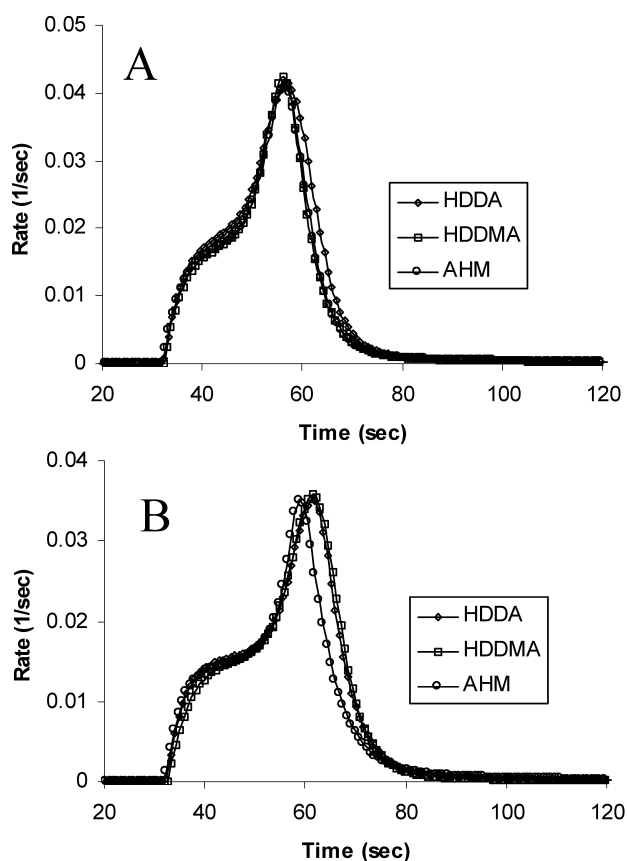 A
Rate (1/sec)
0.05
0.04
0.03
0.02
0.01
0
HDDA
HDDMA
AHM
20 40 60 80 100 120
Time (sec)
B
Rate (1/sec)
0.04
0.03
0.02
0.01
0
HDDA
HDDMA
AHM
20 40 60 80 100 120
Time (sec)